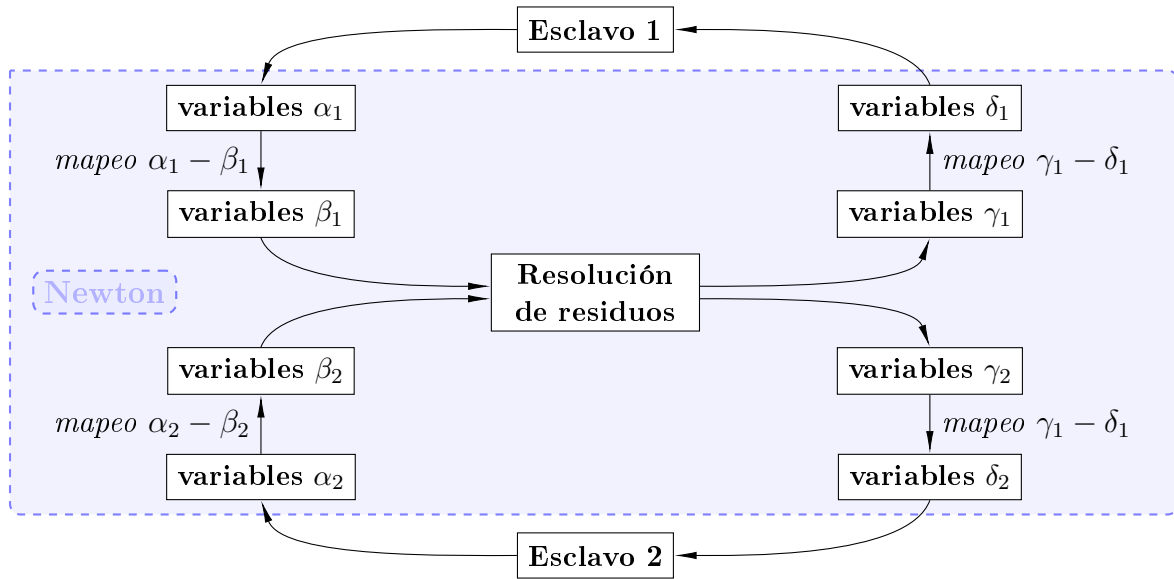 Esclavo 1
variables α₁
variables δ₁
mapeo α₁ − β₁
mapeo γ₁ − δ₁
variables β₁
variables γ₁
Newton
Resolución
de residuos
variables β₂
variables γ₂
mapeo α₂ − β₂
mapeo γ₁ − δ₁
variables α₂
variables δ₂
Esclavo 2